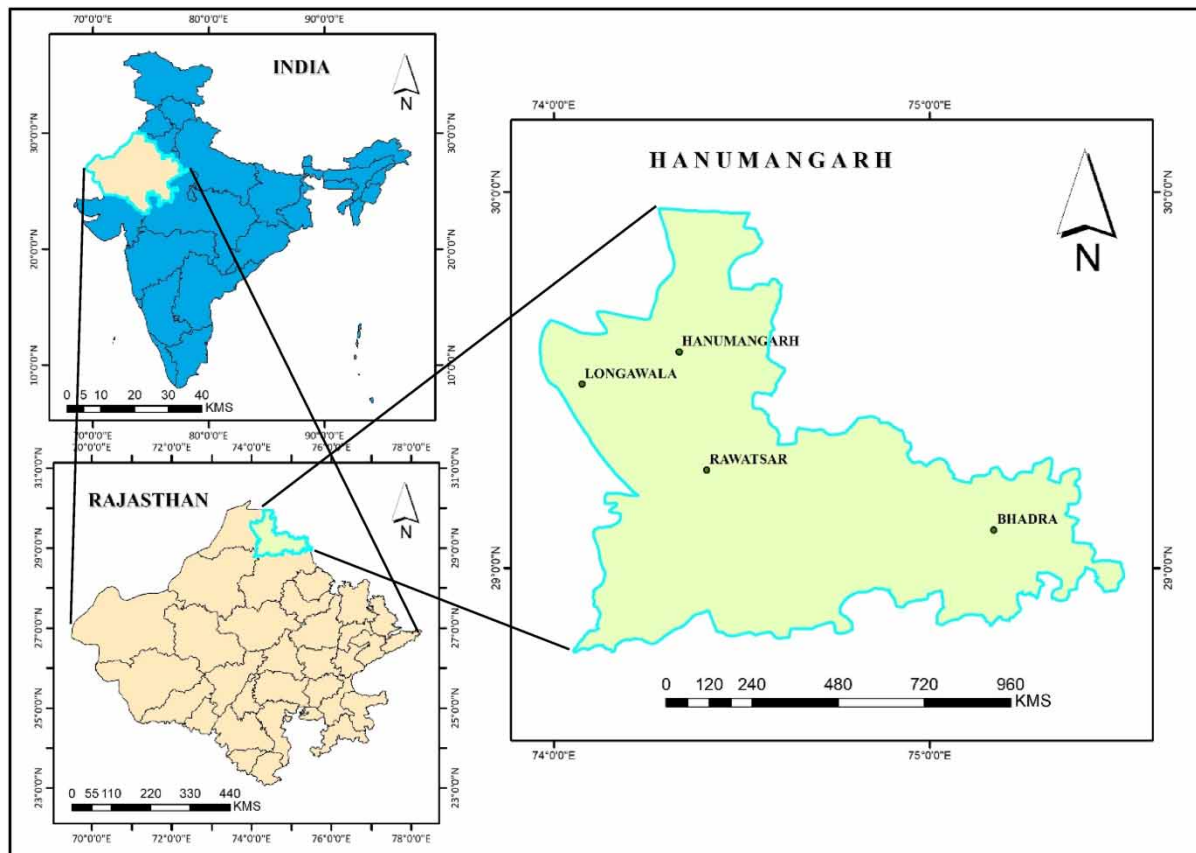 70°0'0"E 80°0'0"E 90°0'0"E
INDIA
N
30°0'0"N 30°0'0"N
20°0'0"N 20°0'0"N
10°0'0"N 10°0'0"N
0 5 10 20 30 40
KMS
70°0'0"E 80°0'0"E 90°0'0"E
70°0'0"E 72°0'0"E 74°0'0"E 76°0'0"E 78°0'0"E
RAJASTHAN
N
31°0'0"N 31°0'0"N
29°0'0"N 29°0'0"N
27°0'0"N 27°0'0"N
25°0'0"N 25°0'0"N
23°0'0"N 23°0'0"N
0 55 110 220 330 440
KMS
70°0'0"E 72°0'0"E 74°0'0"E 76°0'0"E 78°0'0"E
74°0'0"E 75°0'0"E
HANUMANGARH
N
30°0'0"N 30°0'0"N
HANUMANGARH
LONGAWALA
RAWATSAR
BHADRA
29°0'0"N 29°0'0"N
0 120 240 480 720 960
KMS
74°0'0"E 75°0'0"E